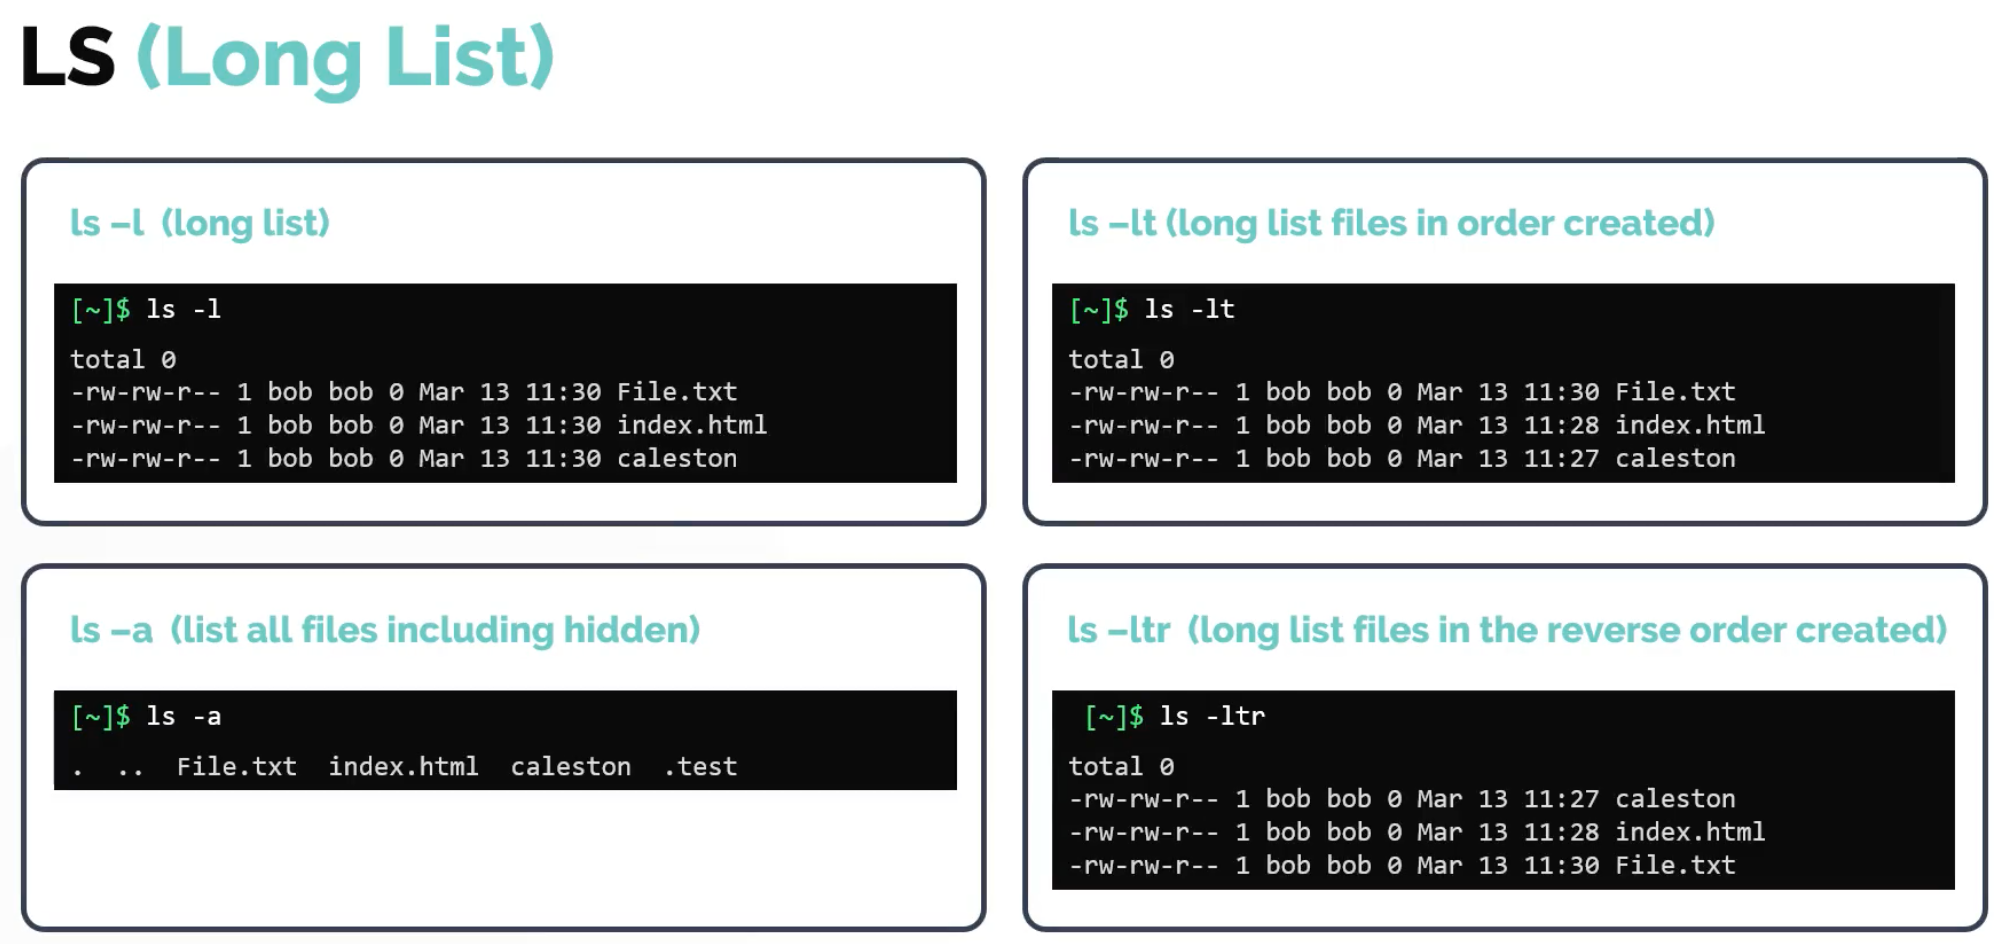 LS (Long List)
ls –l  (long list)
[~]$ ls -l
total 0
-rw-rw-r-- 1 bob bob 0 Mar 13 11:30 File.txt
-rw-rw-r-- 1 bob bob 0 Mar 13 11:30 index.html
-rw-rw-r-- 1 bob bob 0 Mar 13 11:30 caleston
ls –lt (long list files in order created)
[~]$ ls -lt
total 0
-rw-rw-r-- 1 bob bob 0 Mar 13 11:30 File.txt
-rw-rw-r-- 1 bob bob 0 Mar 13 11:28 index.html
-rw-rw-r-- 1 bob bob 0 Mar 13 11:27 caleston
ls –a  (list all files including hidden)
[~]$ ls -a
.  ..  File.txt  index.html  caleston  .test
ls –ltr  (long list files in the reverse order created)
[~]$ ls -ltr
total 0
-rw-rw-r-- 1 bob bob 0 Mar 13 11:27 caleston
-rw-rw-r-- 1 bob bob 0 Mar 13 11:28 index.html
-rw-rw-r-- 1 bob bob 0 Mar 13 11:30 File.txt